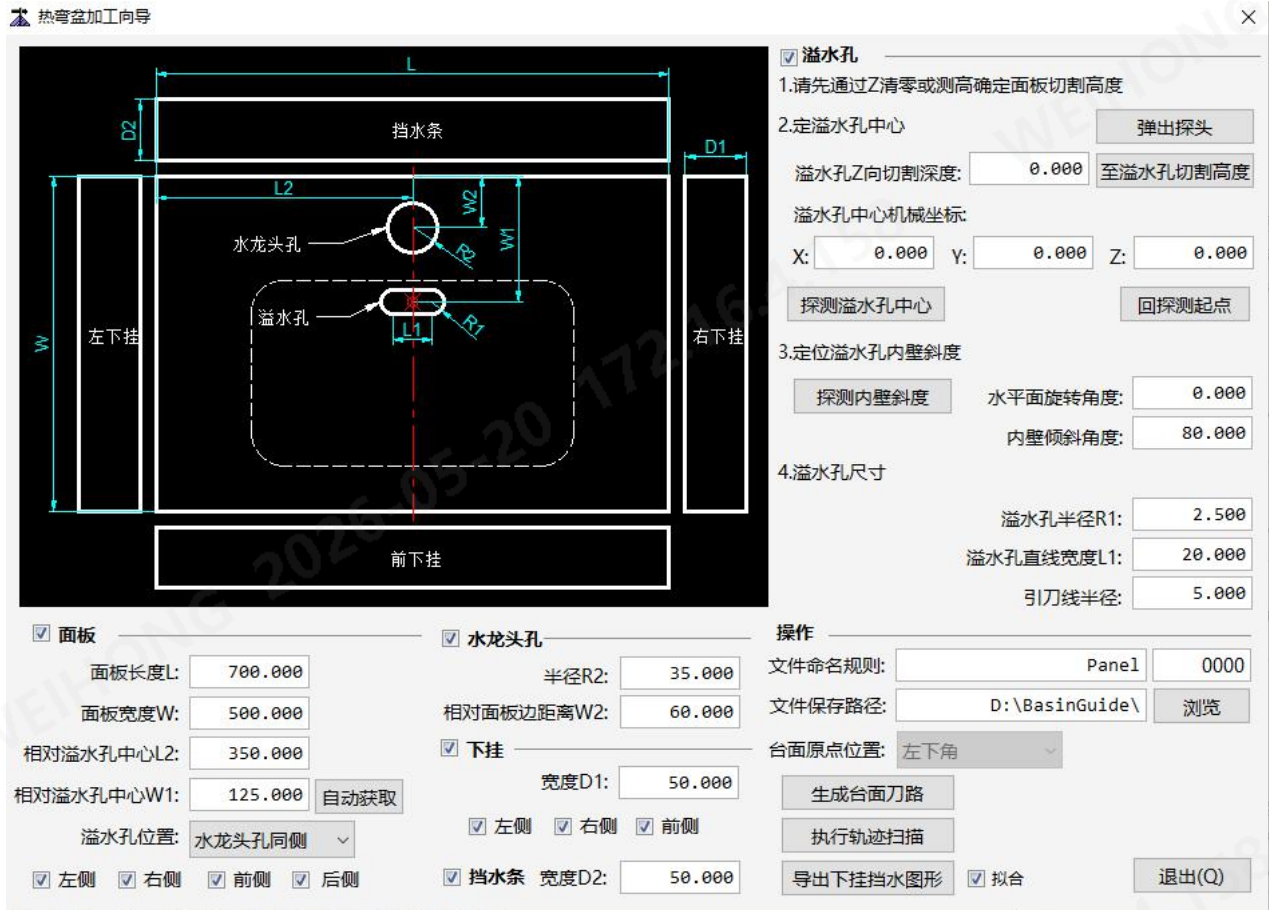 热弯盆加工向导
L
D2
挡水条
D1
L2
W2
W1
水龙头孔
R2
溢水孔
L1
R1
W
左下挂
右下挂
前下挂
溢水孔
1.请先通过Z清零或测高确定面板切割高度
2.定溢水孔中心
弹出探头
溢水孔Z向切割深度: 0.000 至溢水孔切割高度
溢水孔中心机械坐标:
X: 0.000 Y: 0.000 Z: 0.000
探测溢水孔中心 回探测起点
3.定位溢水孔内壁斜度
探测内壁斜度 水平面旋转角度: 0.000
内壁倾斜角度: 80.000
4.溢水孔尺寸
溢水孔半径R1: 2.500
溢水孔直线宽度L1: 20.000
引刀线半径: 5.000
面板
面板长度L: 700.000
面板宽度W: 500.000
相对溢水孔中心L2: 350.000
相对溢水孔中心W1: 125.000 自动获取
溢水孔位置: 水龙头孔同侧
左侧 右侧 前侧 后侧
水龙头孔
半径R2: 35.000
相对面板边距离W2: 60.000
下挂
宽度D1: 50.000
左侧 右侧 前侧
挡水条 宽度D2: 50.000
操作
文件命名规则: Panel 0000
文件保存路径: D:\BasinGuide\ 浏览
台面原点位置: 左下角
生成台面刀路
执行轨迹扫描
导出下挂挡水图形 拟合 退出(Q)
WEIHONG 2026-05-20 172.16.4.158